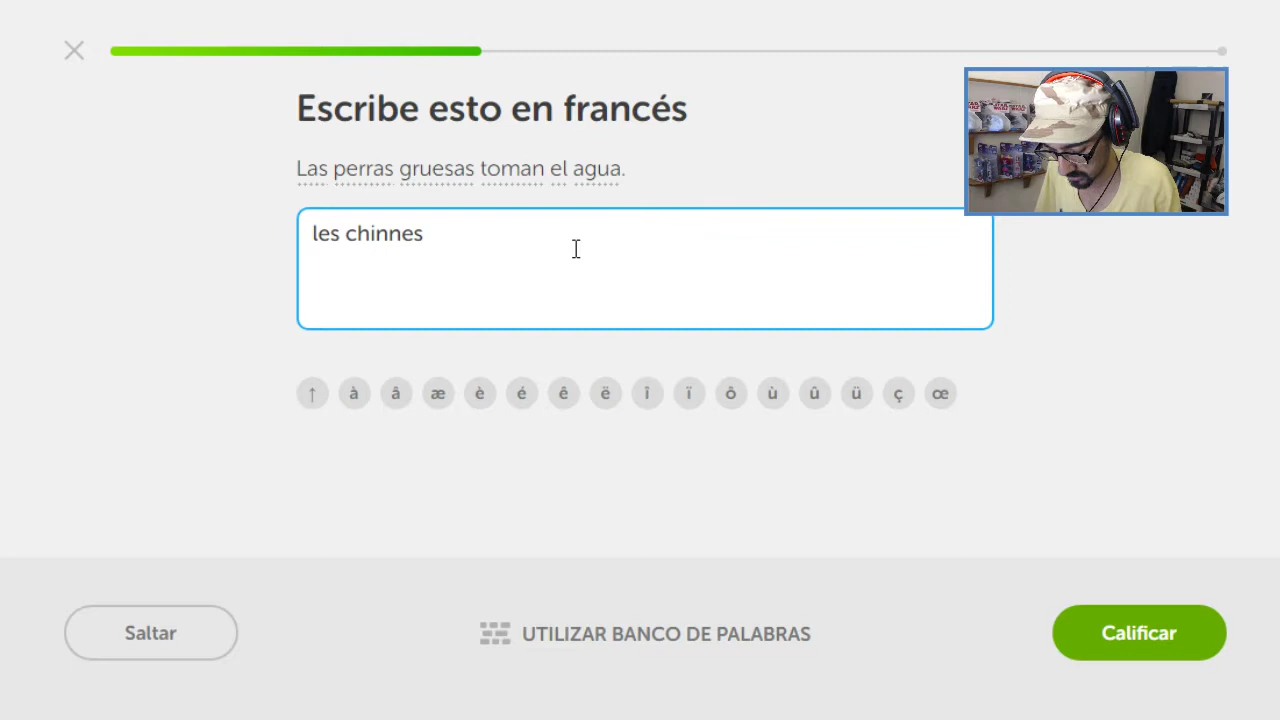 Escribe esto en francés
Las perras gruesas toman el agua.
les chinnes
↑ à â æ è é ê ë î ï ô ù û ü ç œ
Saltar
UTILIZAR BANCO DE PALABRAS
Calificar